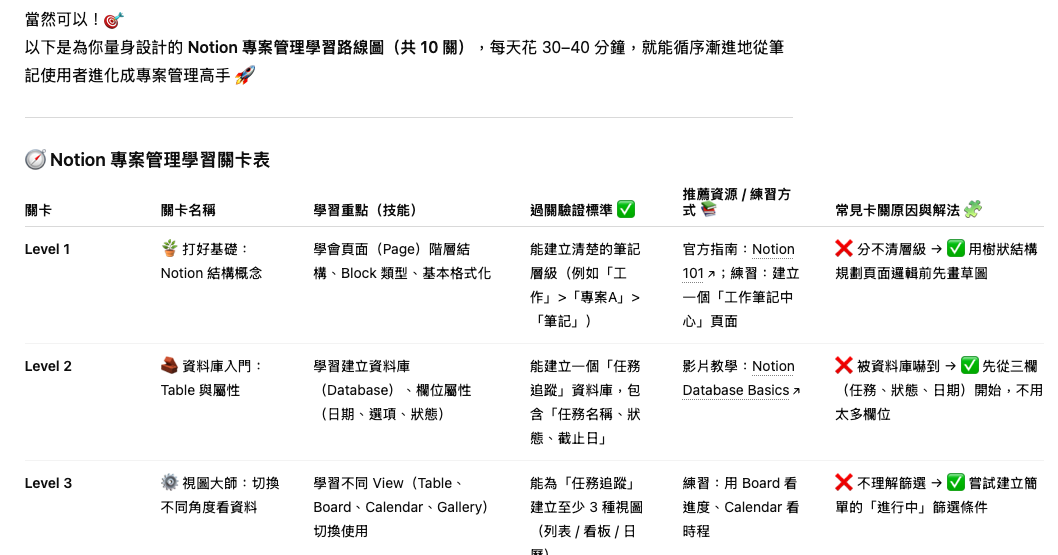 當然可以！🎯
以下是為你量身設計的 Notion 專案管理學習路線圖（共 10 關），每天花 30–40 分鐘，就能循序漸進地從筆
記使用者進化成專案管理高手 🚀
🧭 Notion 專案管理學習關卡表
關卡
關卡名稱
學習重點（技能）
過關驗證標準 ✅
推薦資源 / 練習方
式 📚
常見卡關原因與解法 🧩
Level 1
🪴 打好基礎：
Notion 結構概念
學會頁面（Page）階層結
構、Block 類型、基本格式化
能建立清楚的筆記
層級（例如「工
作」>「專案A」>
「筆記」）
官方指南：Notion
101↗；練習：建立
一個「工作筆記中
心」頁面
❌ 分不清層級 → ✅ 用樹狀結構
規劃頁面邏輯前先畫草圖
Level 2
🧱 資料庫入門：
Table 與屬性
學習建立資料庫
（Database）、欄位屬性
（日期、選項、狀態）
能建立一個「任務
追蹤」資料庫，包
含「任務名稱、狀
態、截止日」
影片教學：Notion
Database Basics↗
❌ 被資料庫嚇到 → ✅ 先從三欄
（任務、狀態、日期）開始，不用
太多欄位
Level 3
⚙️ 視圖大師：切換
不同角度看資料
學習不同 View（Table、
Board、Calendar、Gallery）
切換使用
能為「任務追蹤」
建立至少 3 種視圖
（列表 / 看板 / 日
曆）
練習：用 Board 看
進度、Calendar 看
時程
❌ 不理解篩選 → ✅ 嘗試建立簡
單的「進行中」篩選條件